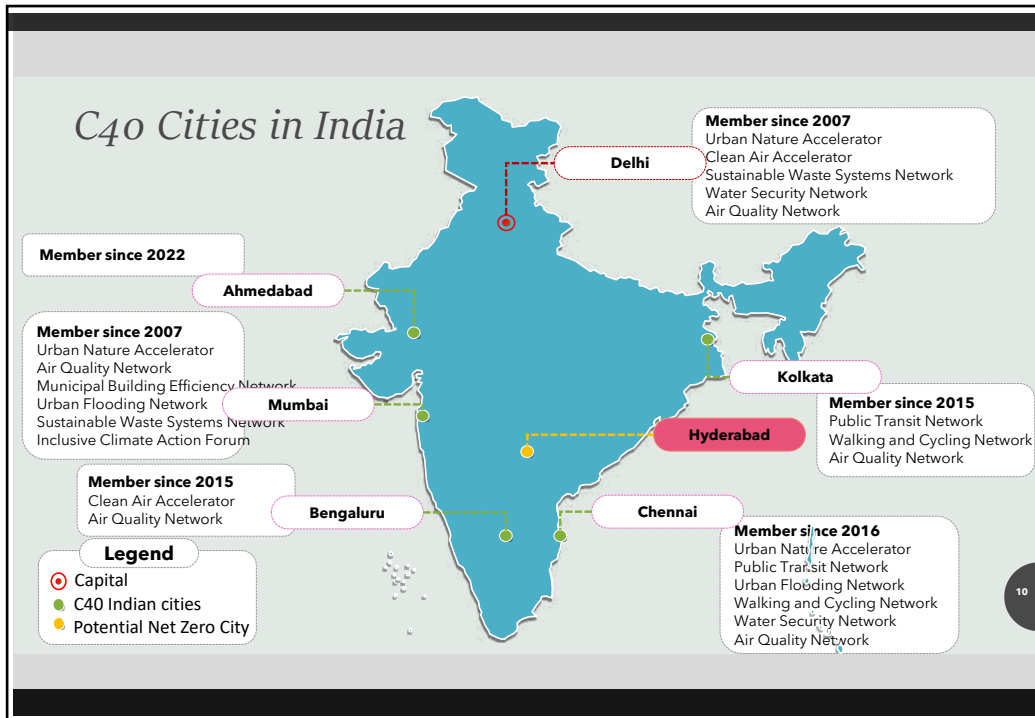 C40 Cities in India
Delhi
Member since 2007
Urban Nature Accelerator
Clean Air Accelerator
Sustainable Waste Systems Network
Water Security Network
Air Quality Network
Member since 2022
Ahmedabad
Member since 2007
Urban Nature Accelerator
Air Quality Network
Municipal Building Efficiency Network
Urban Flooding Network
Sustainable Waste Systems Network
Inclusive Climate Action Forum
Mumbai
Kolkata
Member since 2015
Public Transit Network
Walking and Cycling Network
Air Quality Network
Hyderabad
Member since 2015
Clean Air Accelerator
Air Quality Network
Bengaluru
Chennai
Member since 2016
Urban Nature Accelerator
Public Transit Network
Urban Flooding Network
Walking and Cycling Network
Water Security Network
Air Quality Network
Legend
Capital
C40 Indian cities
Potential Net Zero City
10